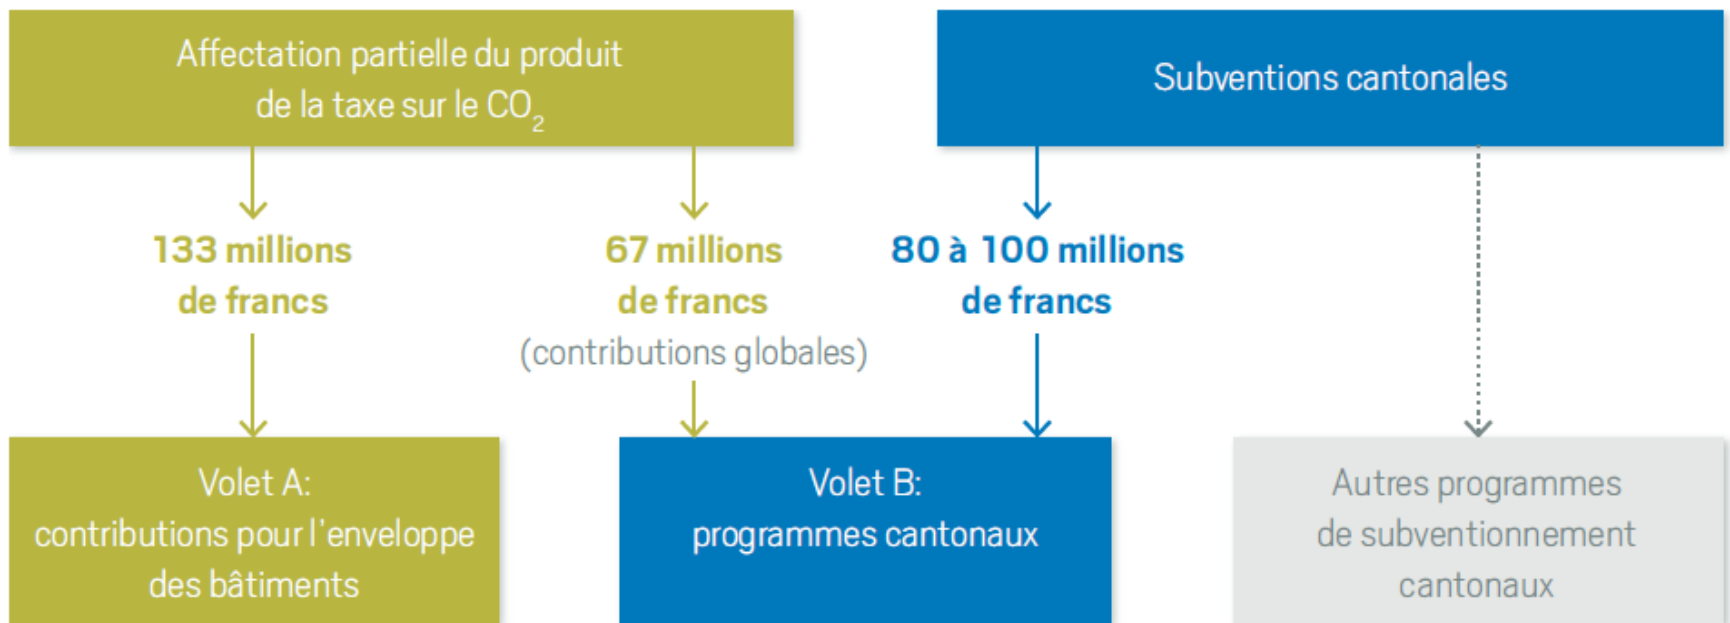 Affectation partielle du produit
de la taxe sur le CO₂
Subventions cantonales
133 millions
de francs
67 millions
de francs
(contributions globales)
80 à 100 millions
de francs
Volet A:
contributions pour l'enveloppe
des bâtiments
Volet B:
programmes cantonaux
Autres programmes
de subventionnement
cantonaux